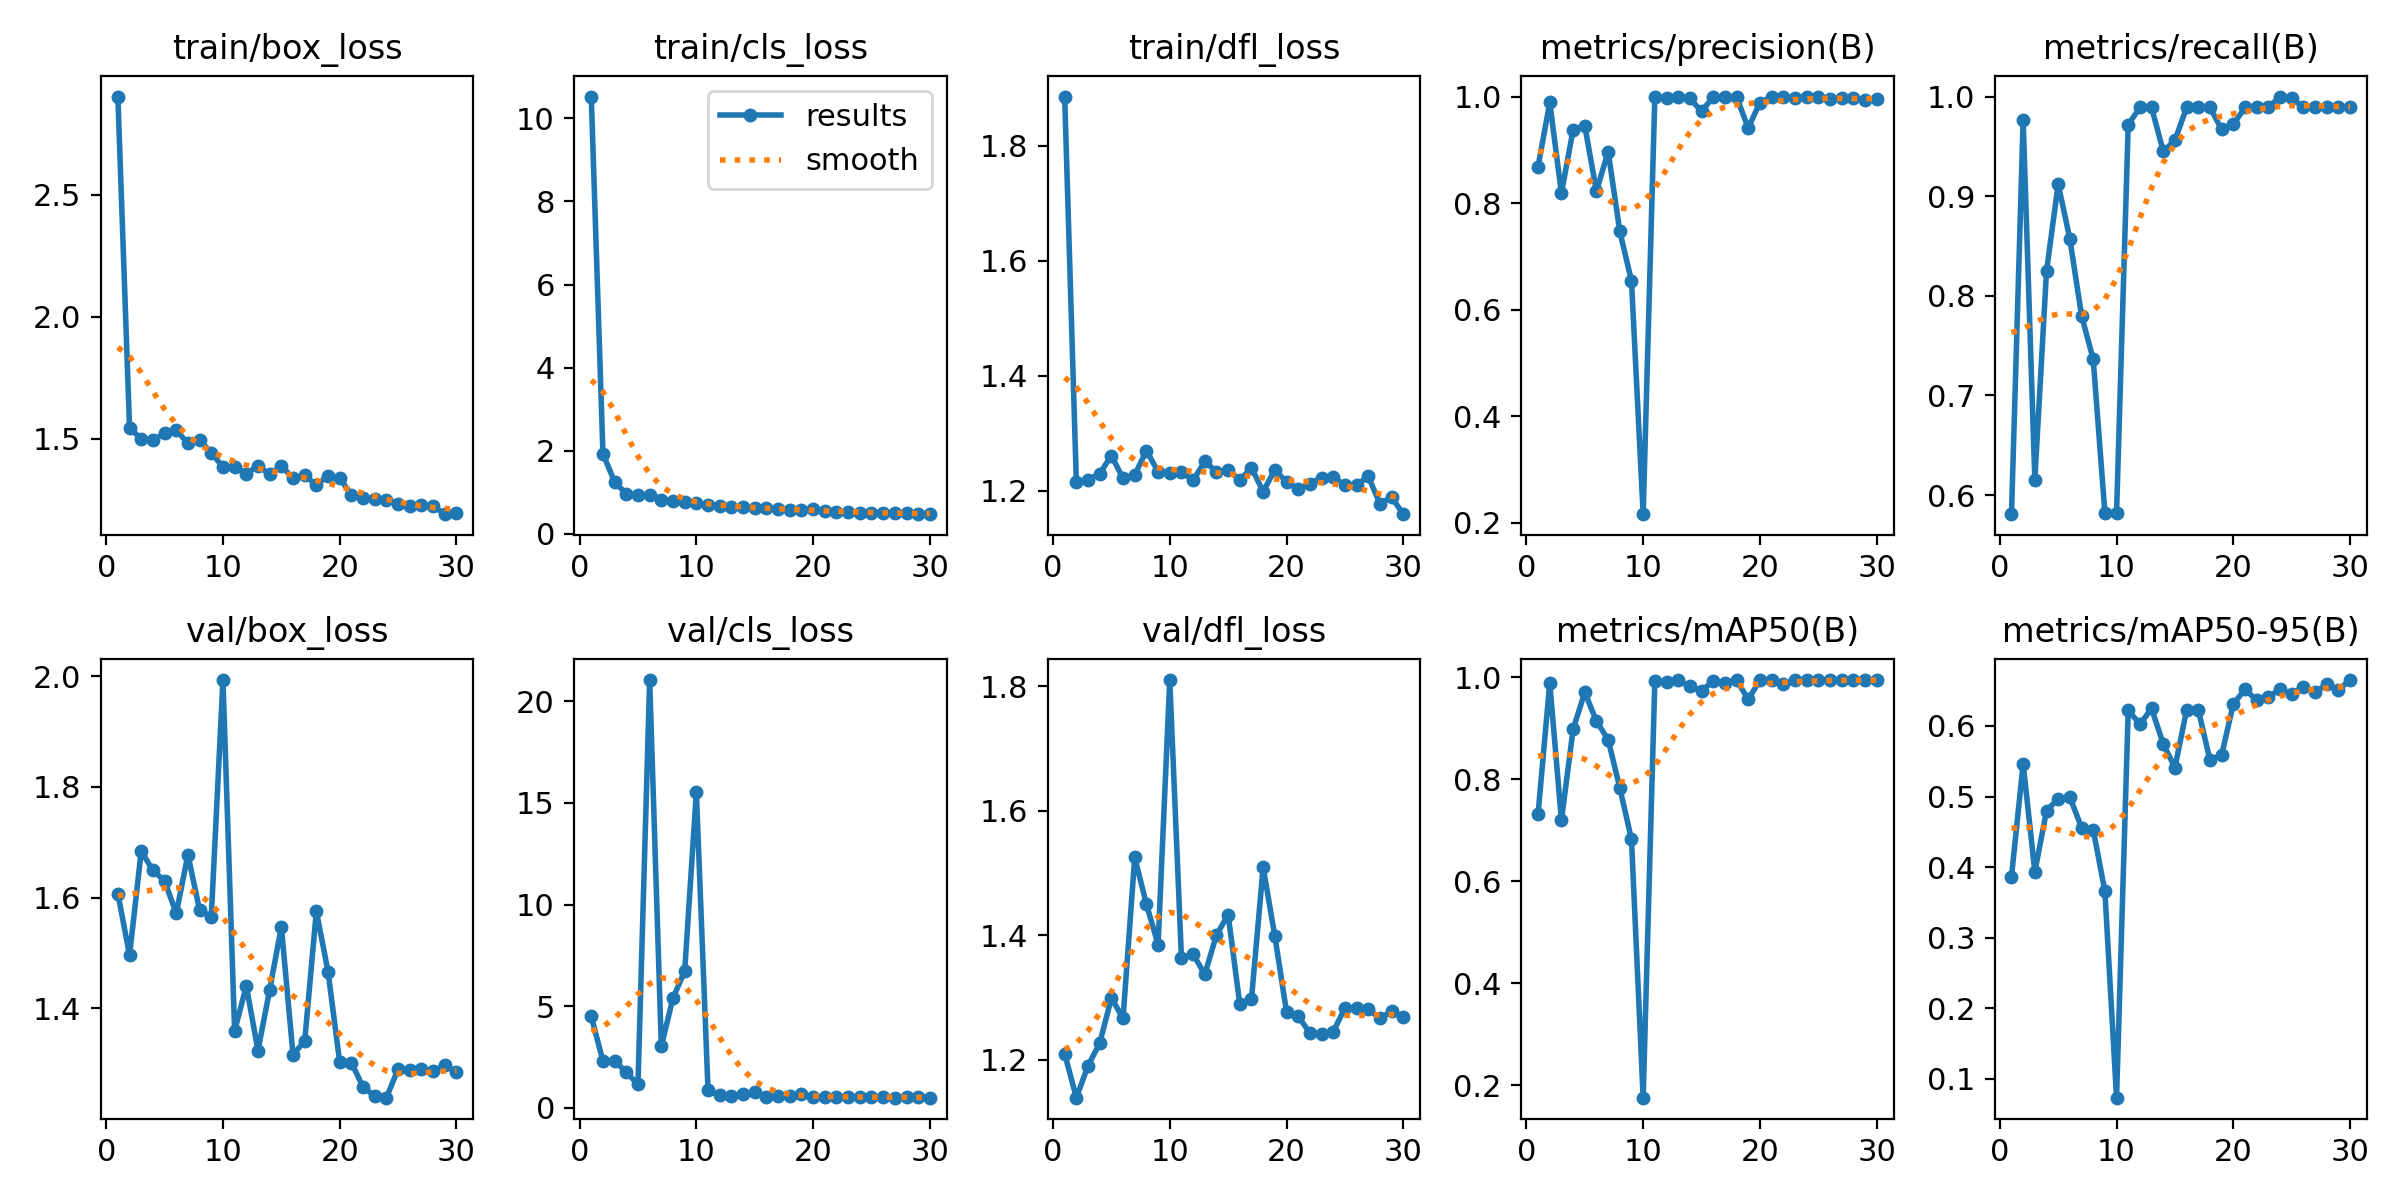 train/box_loss
train/cls_loss
train/dfl_loss
metrics/precision(B)
metrics/recall(B)
2.5
2.0
1.5
0 10 20 30
results
smooth
10
8
6
4
2
0
0 10 20 30
1.8
1.6
1.4
1.2
0 10 20 30
1.0
0.8
0.6
0.4
0.2
0 10 20 30
1.0
0.9
0.8
0.7
0.6
0 10 20 30
val/box_loss
val/cls_loss
val/dfl_loss
metrics/mAP50(B)
metrics/mAP50-95(B)
2.0
1.8
1.6
1.4
0 10 20 30
20
15
10
5
0
0 10 20 30
1.8
1.6
1.4
1.2
0 10 20 30
1.0
0.8
0.6
0.4
0.2
0 10 20 30
0.6
0.5
0.4
0.3
0.2
0.1
0 10 20 30